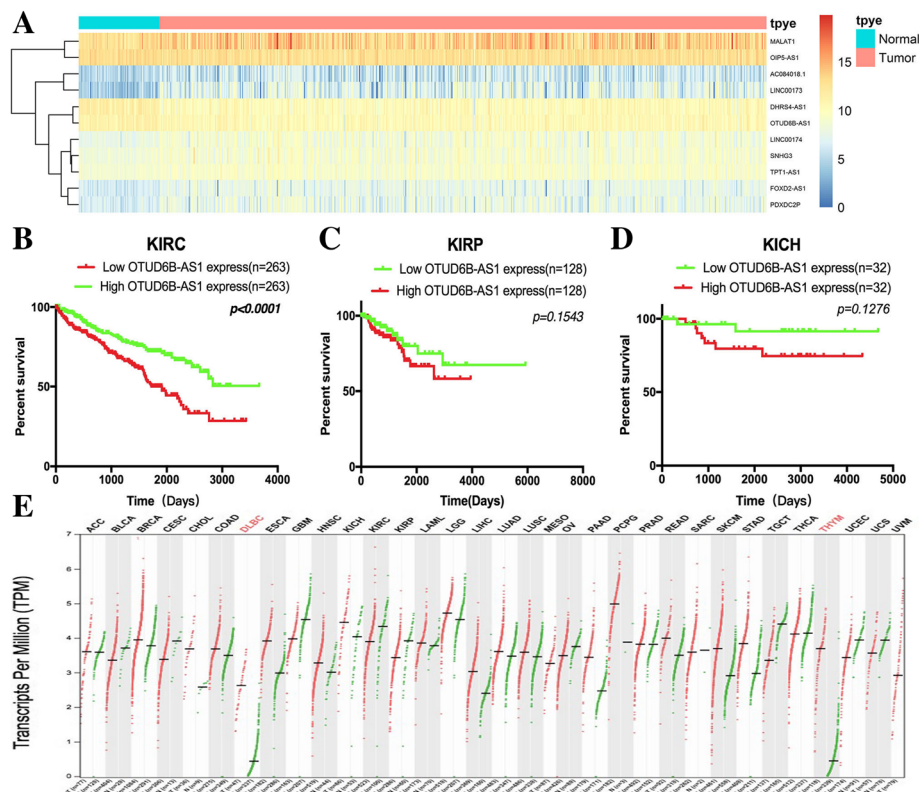 A
tpye
MALAT1
OIP5-AS1
AC084018.1
LINC00173
DHRS4-AS1
OTUD6B-AS1
LINC00174
SNHG3
TPT1-AS1
FOXD2-AS1
PDXDC2P
15
10
5
0
tpye
Normal
Tumor
B
KIRC
Low OTUD6B-AS1 express(n=263)
High OTUD6B-AS1 express(n=263)
p<0.0001
Percent survival
100
50
0
0 1000 2000 3000 4000
Time (Days)
C
KIRP
Low OTUD6B-AS1 express(n=128)
High OTUD6B-AS1 express(n=128)
p=0.1543
Percent survival
100
50
0
0 2000 4000 6000 8000
Time(Days)
D
KICH
Low OTUD6B-AS1 express(n=32)
High OTUD6B-AS1 express(n=32)
p=0.1276
Percent survival
100
50
0
0 1000 2000 3000 4000 5000
Time (Days)
E
ACC BLCA BRCA CESC CHOL COAD DLBC ESCA GBM HNSC KICH KIRC KIRP LAML LGG LIHC LUAD LUSC MESO OV PAAD PCPG PRAD READ SARC SKCM STAD TGCT THCA THYM UCEC UCS UVM
Transcripts Per Million (TPM)
7
6
5
4
3
2
1
0